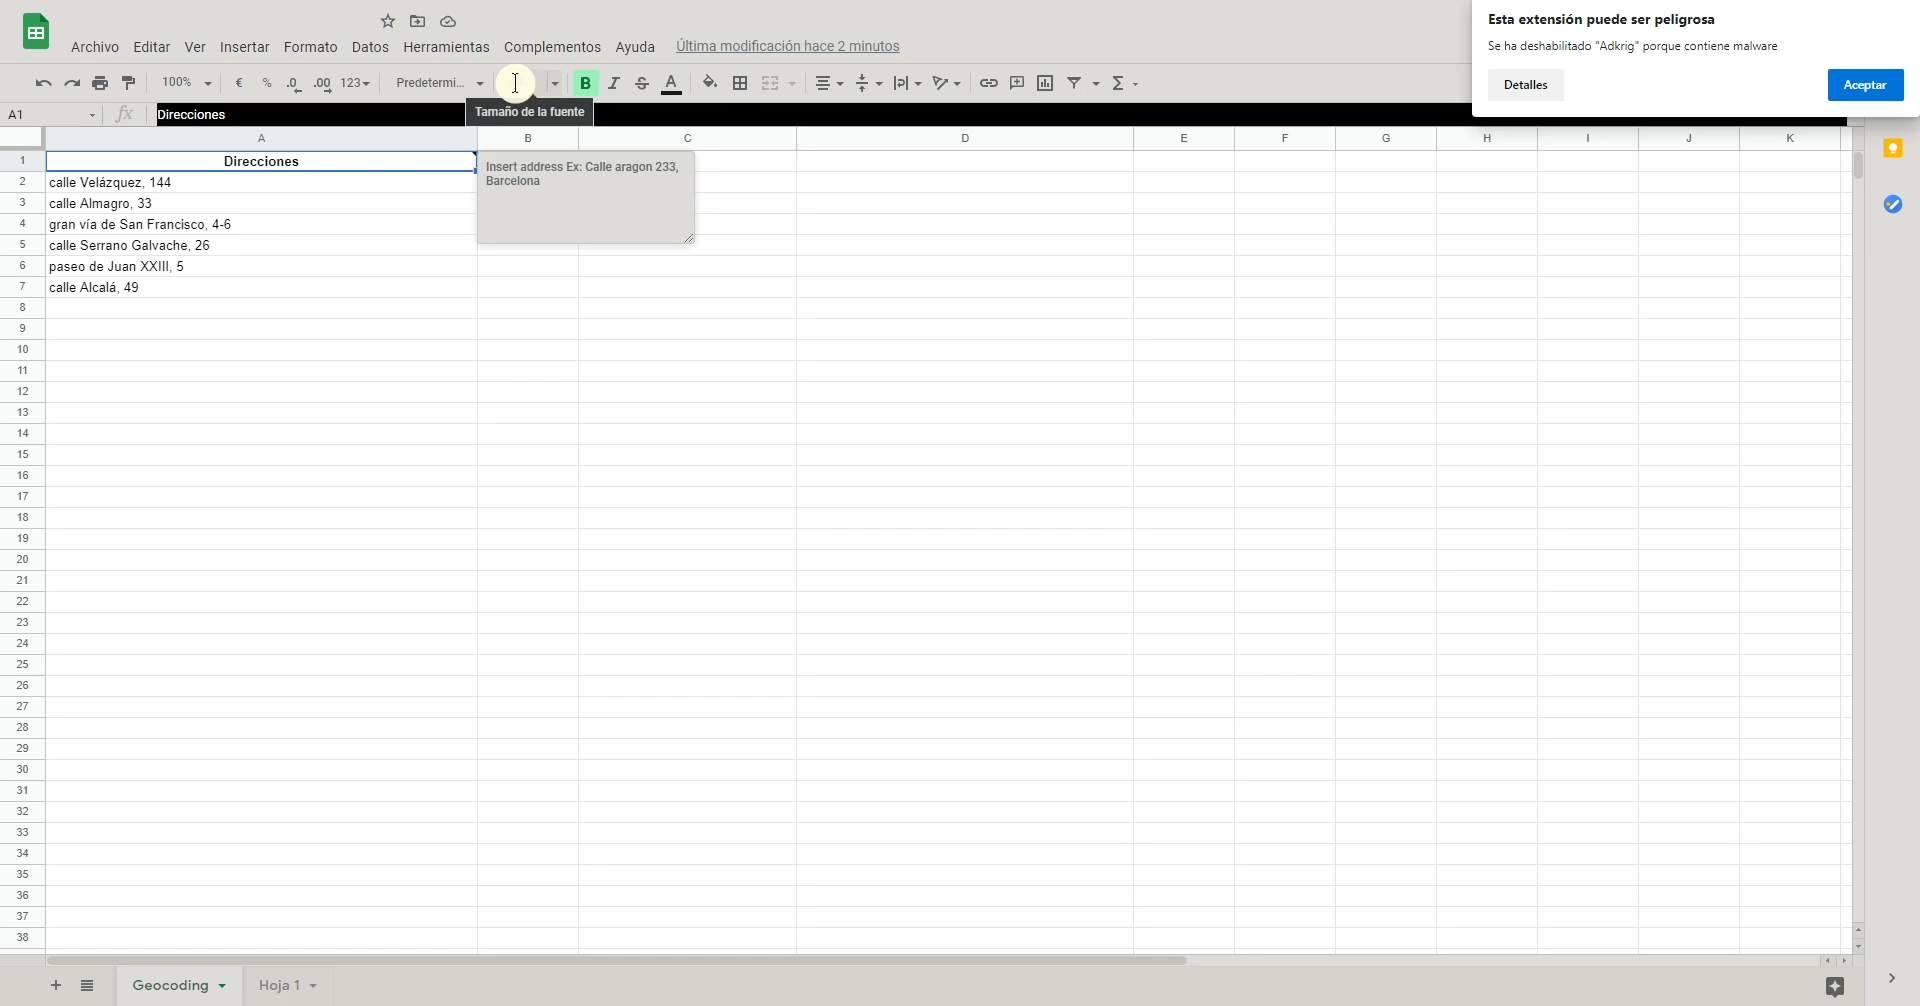 Archivo Editar Ver Insertar Formato Datos Herramientas Complementos Ayuda Última modificación hace 2 minutos
Esta extensión puede ser peligrosa
Se ha deshabilitado "Adkrig" porque contiene malware
Detalles Aceptar
100% € % .0 .00 123 Predetermi... B I S A Σ
Tamaño de la fuente
A1 fx Direcciones
A B C D E F G H I J K
1 Direcciones
Insert address Ex: Calle aragon 233,
Barcelona
2 calle Velázquez, 144
3 calle Almagro, 33
4 gran vía de San Francisco, 4-6
5 calle Serrano Galvache, 26
6 paseo de Juan XXIII, 5
7 calle Alcalá, 49
8
9
10
11
12
13
14
15
16
17
18
19
20
21
22
23
24
25
26
27
28
29
30
31
32
33
34
35
36
37
38
+ Geocoding Hoja 1